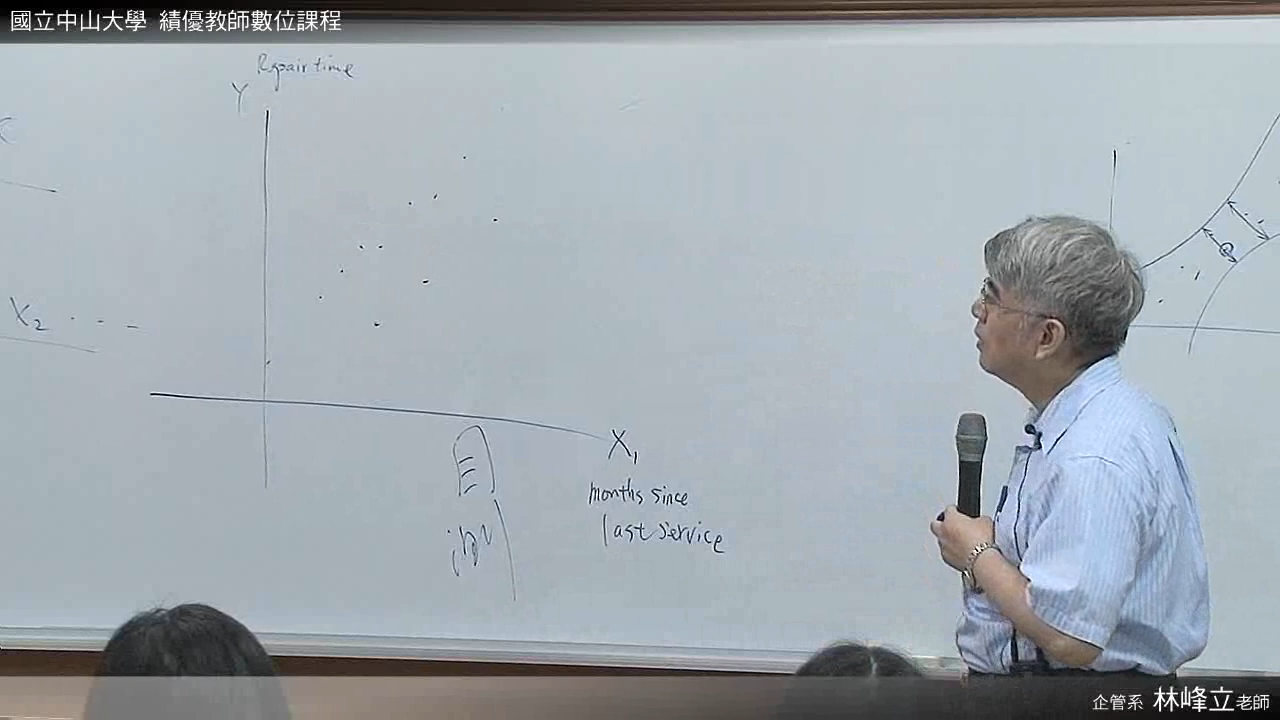 國立中山大學 績優教師數位課程
Repair time
Y
X2 . - -
X1
months since
last service
企管系 林峰立老師